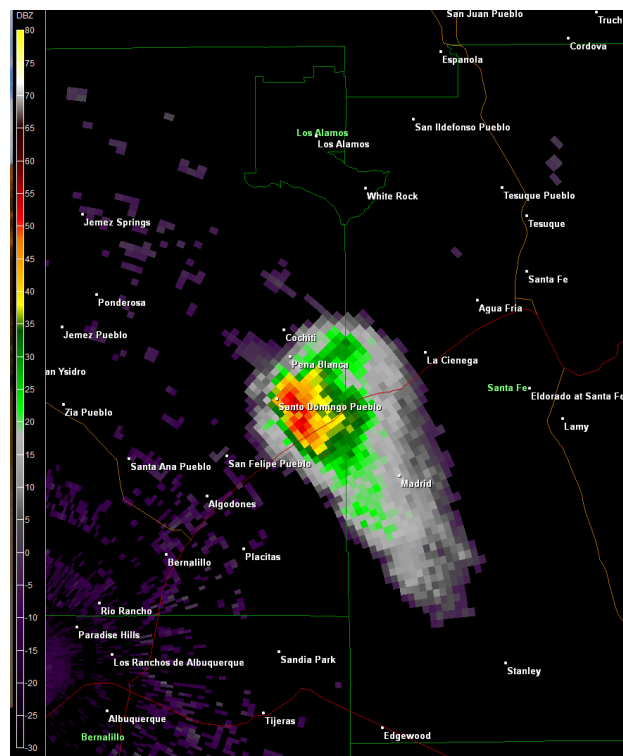 DBZ
80
75
70
65
60
55
50
45
40
35
30
25
20
15
10
5
0
-5
-10
-15
-20
-25
-30
San Juan Pueblo
Truch
Cordova
Espanola
Los Alamos
Los Alamos
San Ildefonso Pueblo
White Rock
Tesuque Pueblo
Jemez Springs
Tesuque
Santa Fe
Ponderosa
Agua Fria
Jemez Pueblo
Cochiti
La Cienega
Pena Blanca
an Ysidro
Santa Fe
Eldorado at Santa Fe
Zia Pueblo
Santo Domingo Pueblo
Lamy
Santa Ana Pueblo
San Felipe Pueblo
Madrid
Algodones
Bernalillo
Placitas
Rio Rancho
Paradise Hills
Los Ranchos de Albuquerque
Sandia Park
Stanley
Albuquerque
Tijeras
Edgewood
Bernalillo